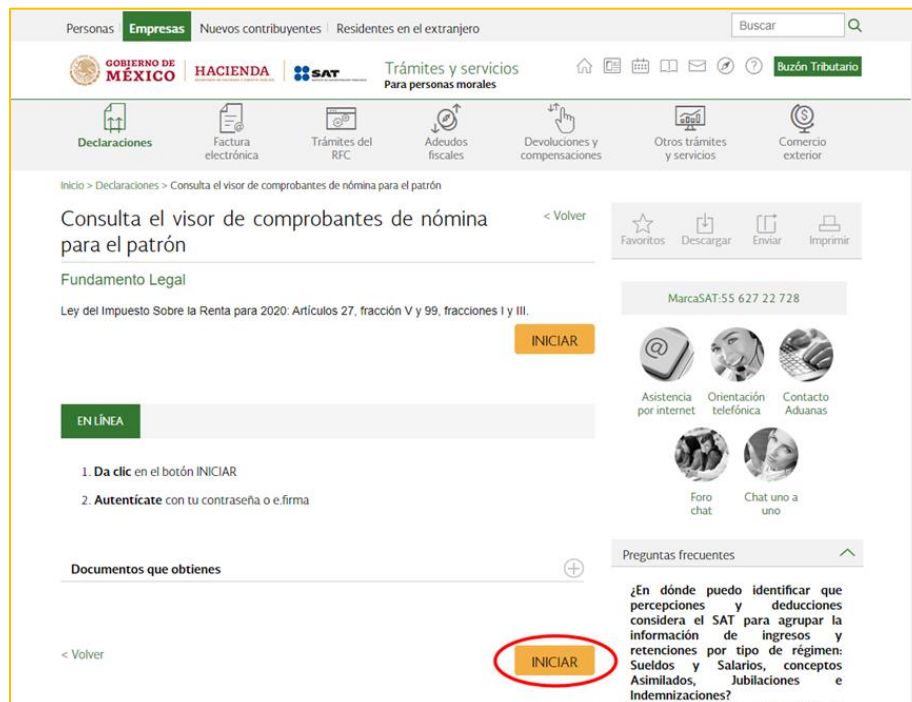 Personas Empresas Nuevos contribuyentes Residentes en el extranjero Buscar
GOBIERNO DE
MÉXICO HACIENDA SAT Trámites y servicios
Para personas morales Buzón Tributario
Declaraciones
Factura
electrónica
Trámites del
RFC
Adeudos
fiscales
Devoluciones y
compensaciones
Otros trámites
y servicios
Comercio
exterior
Inicio > Declaraciones > Consulta el visor de comprobantes de nómina para el patrón
Consulta el visor de comprobantes de nómina
para el patrón
< Volver
Fundamento Legal
Ley del Impuesto Sobre la Renta para 2020: Artículos 27, fracción V y 99, fracciones I y III.
INICIAR
EN LÍNEA
1. Da clic en el botón INICIAR
2. Autentícate con tu contraseña o e.firma
Documentos que obtienes
< Volver
INICIAR
Favoritos Descargar Enviar Imprimir
MarcaSAT:55 627 22 728
Asistencia
por internet
Orientación
telefónica
Contacto
Aduanas
Foro
chat
Chat uno a
uno
Preguntas frecuentes
¿En dónde puedo identificar que
percepciones y deducciones
considera el SAT para agrupar la
información de ingresos y
retenciones por tipo de régimen:
Sueldos y Salarios, conceptos
Asimilados, Jubilaciones e
Indemnizaciones?